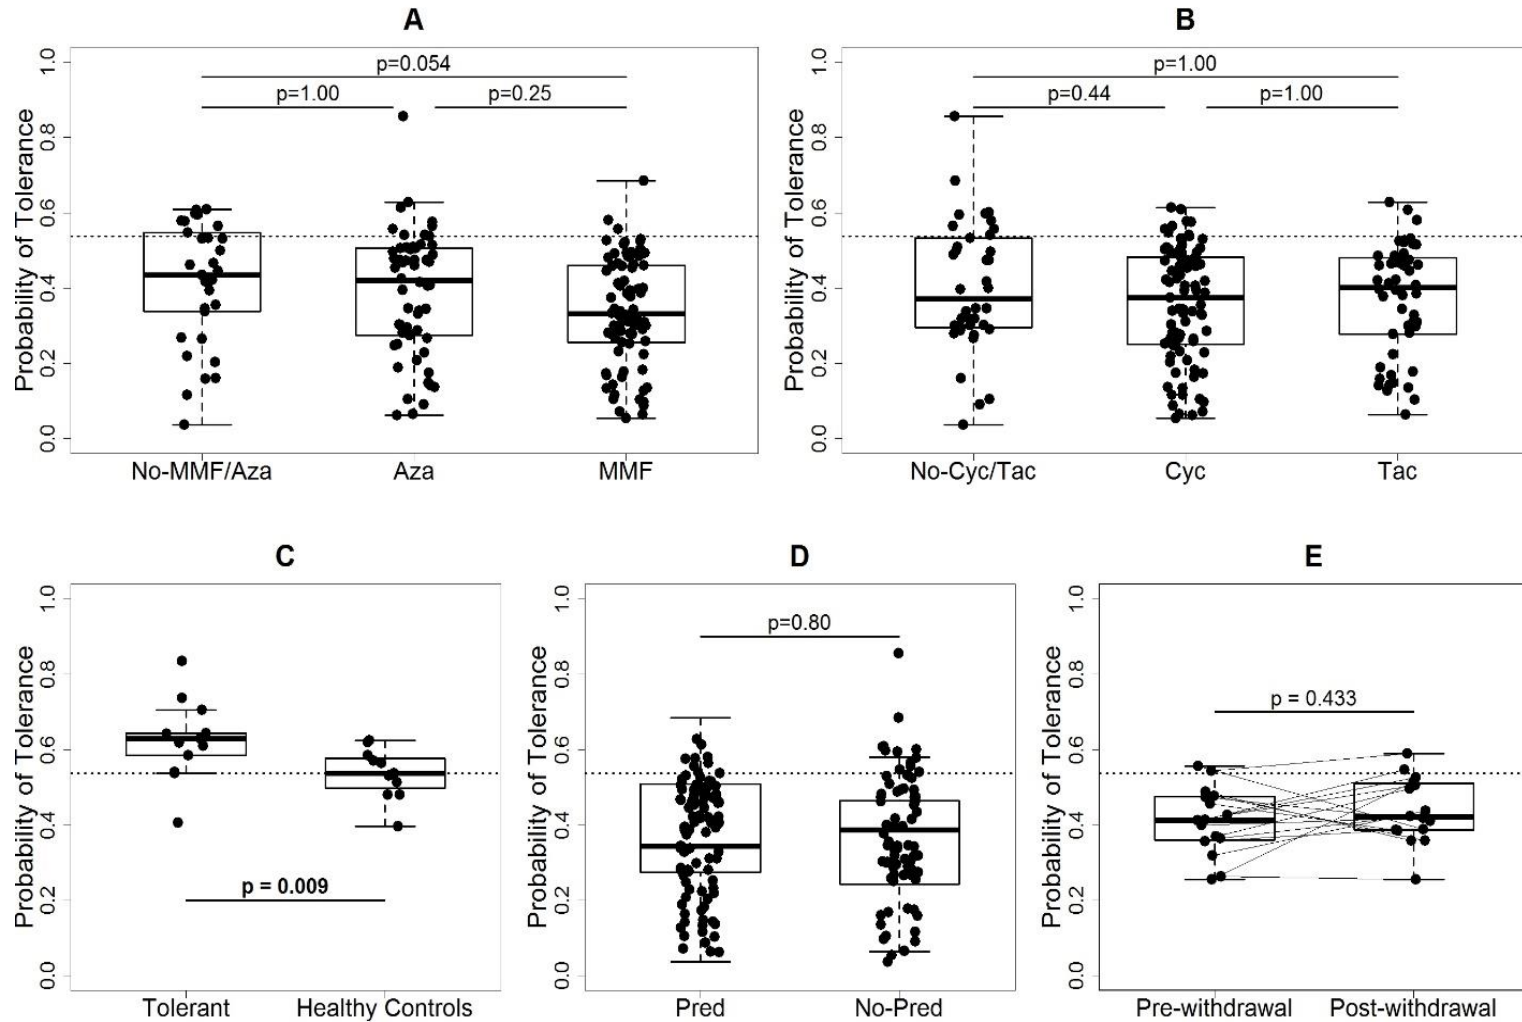 A
Probability of Tolerance
0.0 0.2 0.4 0.6 0.8 1.0
p=0.054
p=1.00 p=0.25
No-MMF/Aza Aza MMF
B
Probability of Tolerance
0.0 0.2 0.4 0.6 0.8 1.0
p=1.00
p=0.44 p=1.00
No-Cyc/Tac Cyc Tac
C
Probability of Tolerance
0.0 0.2 0.4 0.6 0.8 1.0
p = 0.009
Tolerant Healthy Controls
D
Probability of Tolerance
0.0 0.2 0.4 0.6 0.8 1.0
p=0.80
Pred No-Pred
E
Probability of Tolerance
0.0 0.2 0.4 0.6 0.8 1.0
p = 0.433
Pre-withdrawal Post-withdrawal